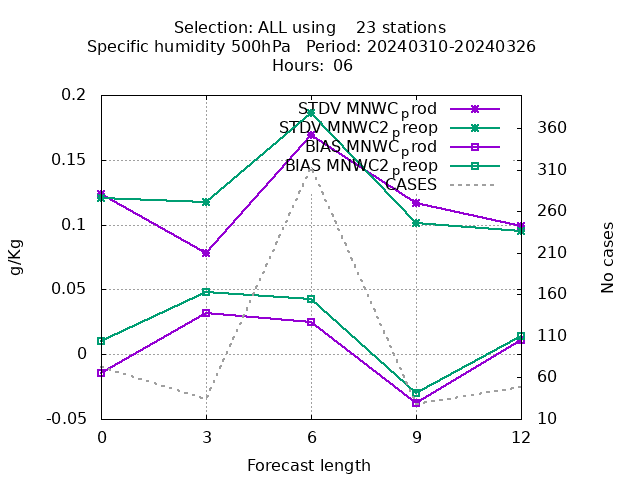 Selection: ALL using    23 stations
Specific humidity 500hPa   Period: 20240310-20240326
Hours:  06
0.2
0.15
0.1
0.05
0
-0.05
g/Kg
STDV MNWC_prod
STDV MNWC2_preop
BIAS MNWC_prod
BIAS MNWC2_preop
CASES
360
310
260
210
160
110
60
10
No cases
0 3 6 9 12
Forecast length